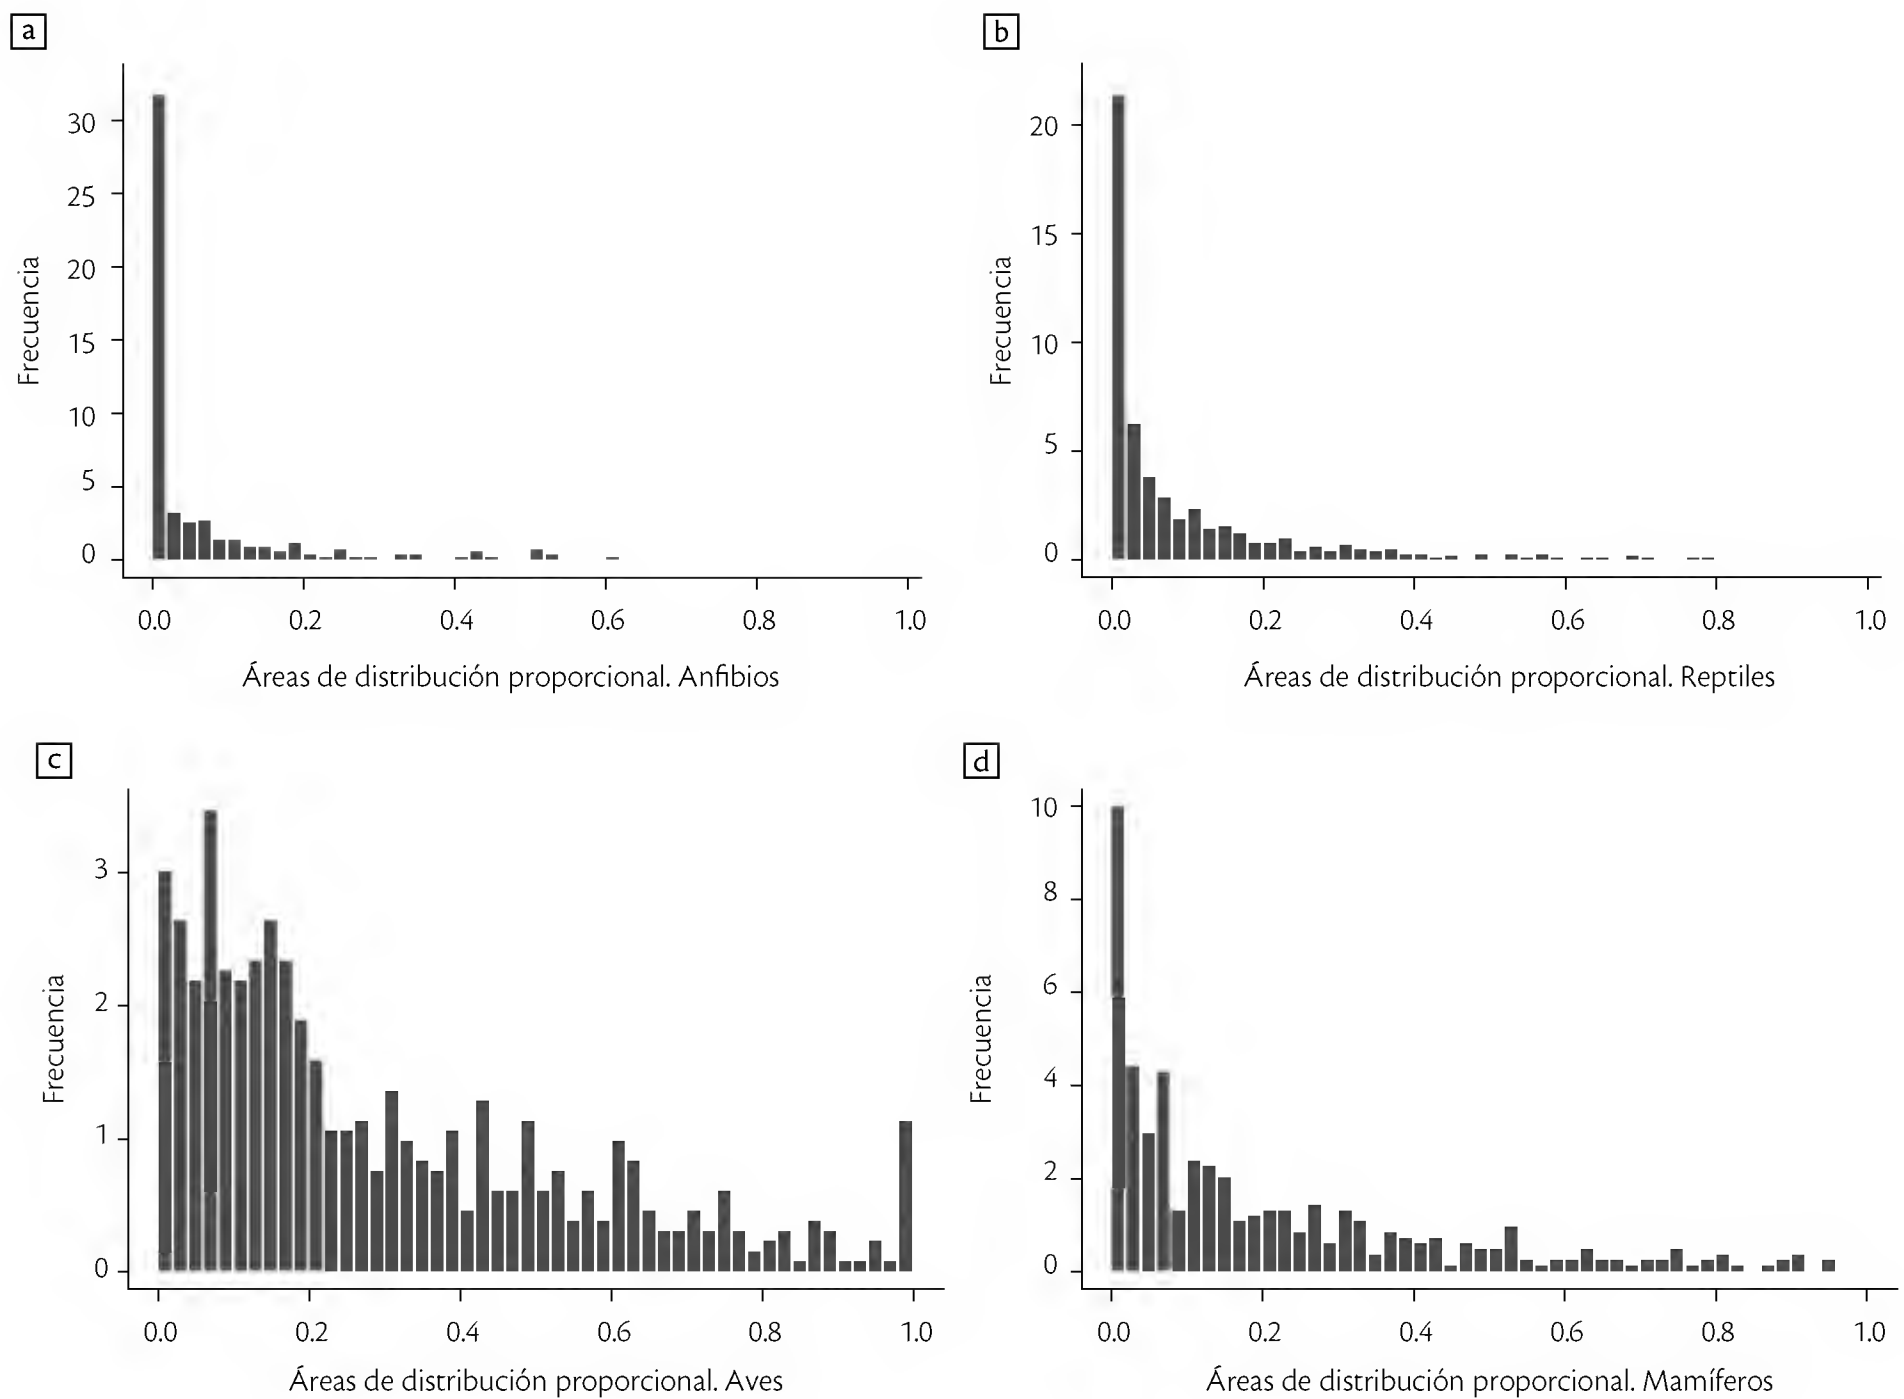 a
30
25
20
15
10
5
0
Frecuencia
0.0 0.2 0.4 0.6 0.8 1.0
Áreas de distribución proporcional. Anfibios
b
20
15
10
5
0
Frecuencia
0.0 0.2 0.4 0.6 0.8 1.0
Áreas de distribución proporcional. Reptiles
c
3
2
1
0
Frecuencia
0.0 0.2 0.4 0.6 0.8 1.0
Áreas de distribución proporcional. Aves
d
10
8
6
4
2
0
Frecuencia
0.0 0.2 0.4 0.6 0.8 1.0
Áreas de distribución proporcional. Mamíferos